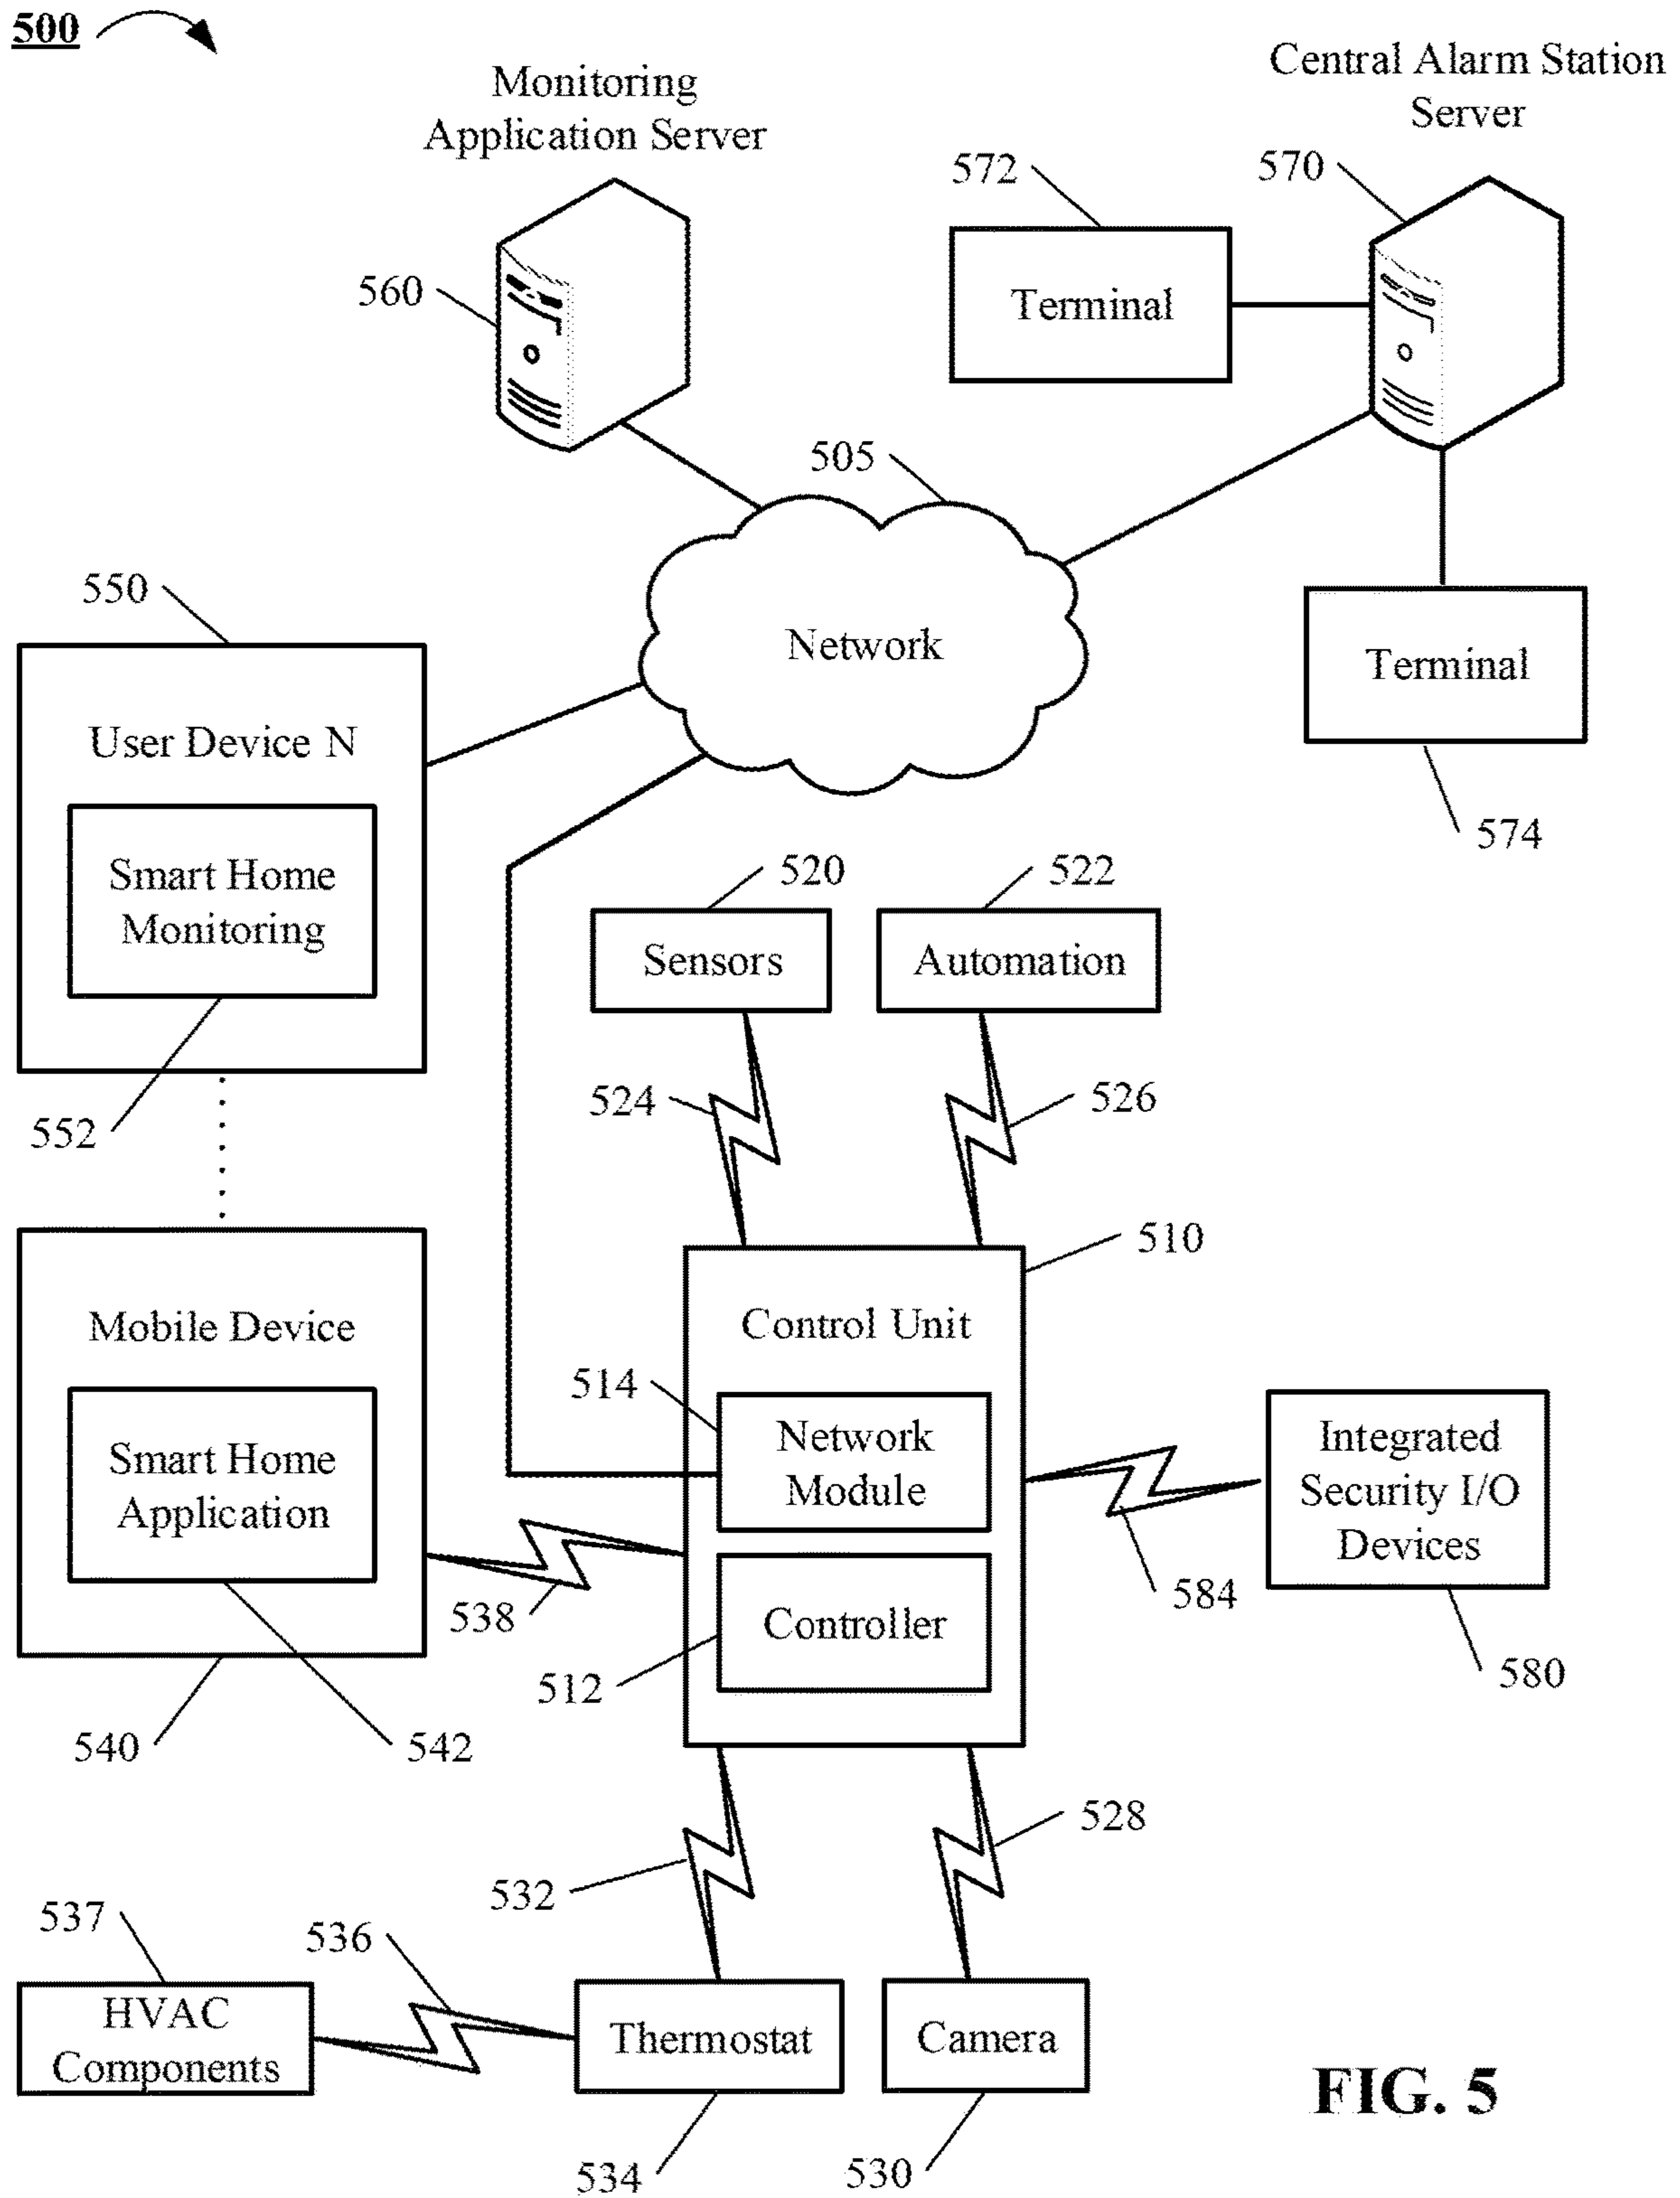 500
Monitoring
Application Server
Central Alarm Station
Server
572
570
Terminal
560
505
550
Network
Terminal
User Device N
574
Smart Home
Monitoring
520
522
Sensors
Automation
524
526
552
510
Mobile Device
Control Unit
514
Network
Module
Integrated
Security I/O
Devices
Smart Home
Application
584
538
Controller
512
580
540
542
528
532
537
536
HVAC
Components
Thermostat
Camera
FIG. 5
534
530